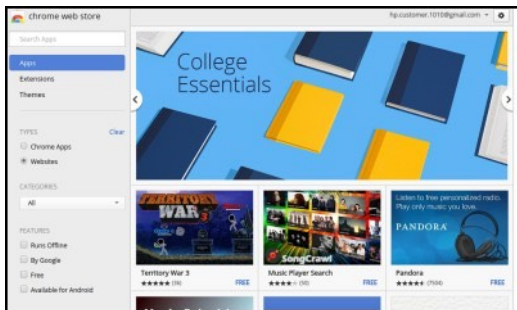 chrome web store
hp.customer.1010@gmail.com
Search Apps
Apps
Extensions
Themes
TYPES Clear
Chrome Apps
Websites
CATEGORIES
All
FEATURES
Runs Offline
By Google
Free
Available for Android
College
Essentials
TERRITORY
WAR 3
SongCrawl
Listen to free personalized radio.
Play only music you love.
PANDORA
Territory War 3
FREE
Music Player Search
(50) FREE
Pandora
(7504) FREE